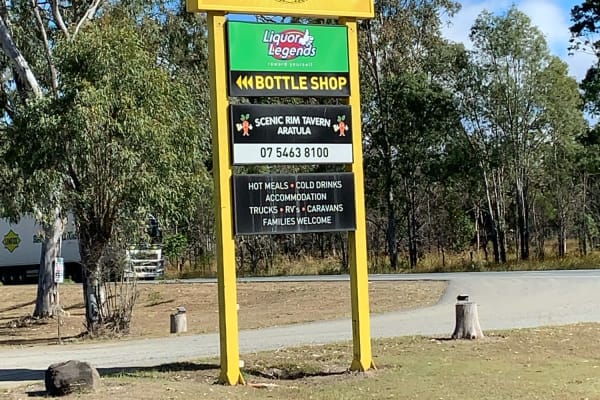 Liquor
Legends
reward yourself
BOTTLE SHOP
SCENIC RIM TAVERN
ARATULA
07 5463 8100
HOT MEALS • COLD DRINKS
ACCOMMODATION
TRUCKS • RV's • CARAVANS
FAMILIES WELCOME